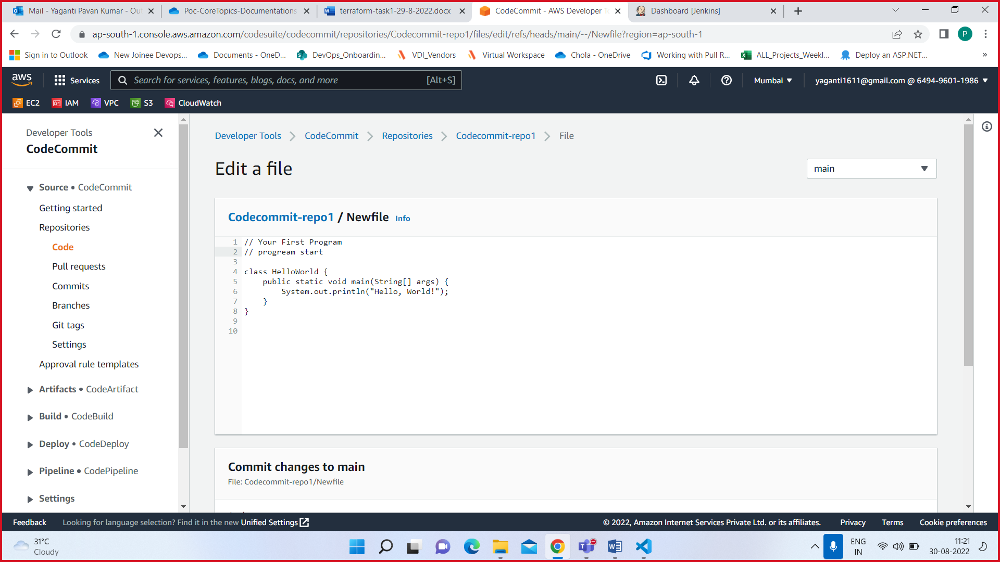 Mail - Yaganti Pavan Kumar - Out
Poc-CoreTopics-Documentations
terraform-task1-29-8-2022.docx
CodeCommit - AWS Developer To
Dashboard [Jenkins]
ap-south-1.console.aws.amazon.com/codesuite/codecommit/repositories/Codecommit-repo1/files/edit/refs/heads/main/--/Newfile?region=ap-south-1
P
Sign in to Outlook
New Joinee Devops...
Documents - OneD...
DevOps_Onboardin...
VDI_Vendors
Virtual Workspace
Chola - OneDrive
Working with Pull R...
ALL_Projects_Weekl...
Deploy an ASP.NET...
»
aws
Services
Search for services, features, blogs, docs, and more
[Alt+S]
Mumbai
yaganti1611@gmail.com @ 6494-9601-1986
EC2
IAM
VPC
S3
CloudWatch
Developer Tools
CodeCommit
Source • CodeCommit
Getting started
Repositories
Code
Pull requests
Commits
Branches
Git tags
Settings
Approval rule templates
Artifacts • CodeArtifact
Build • CodeBuild
Deploy • CodeDeploy
Pipeline • CodePipeline
Settings
Developer Tools
CodeCommit
Repositories
Codecommit-repo1
File
Edit a file
main
Codecommit-repo1 / Newfile Info
1 // Your First Program
2 // progream start
3
4 class HelloWorld {
5     public static void main(String[] args) {
6         System.out.println("Hello, World!");
7     }
8 }
9
10
Commit changes to main
File: Codecommit-repo1/Newfile
Feedback
Looking for language selection? Find it in the new Unified Settings
© 2022, Amazon Internet Services Private Ltd. or its affiliates.
Privacy
Terms
Cookie preferences
31°C
Cloudy
ENG
IN
11:21
30-08-2022